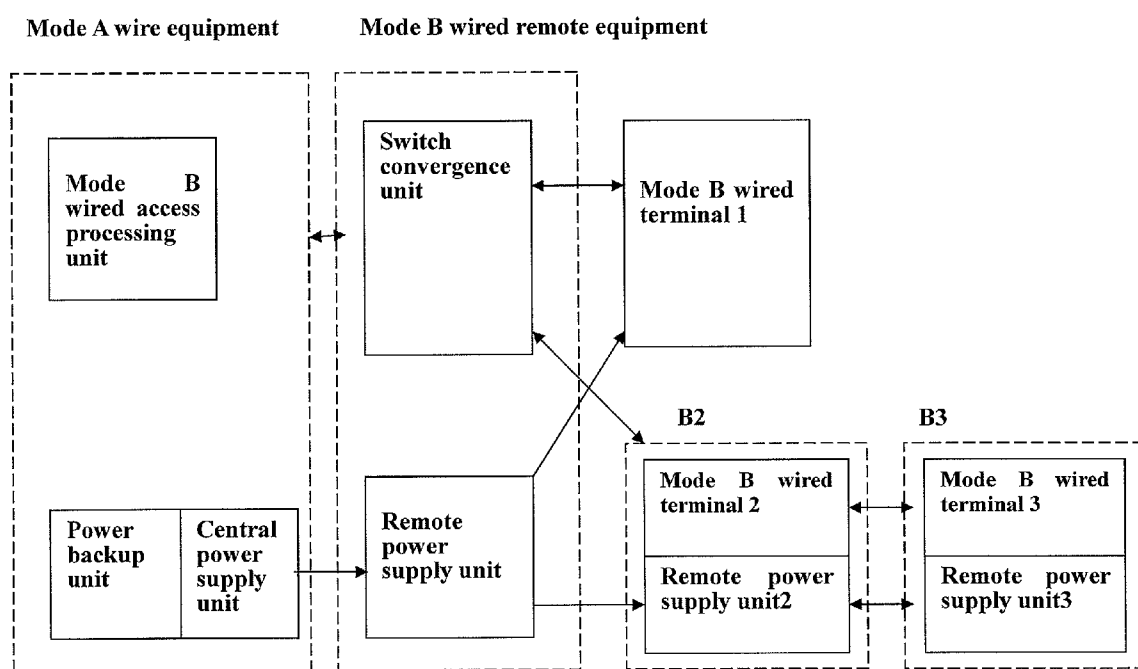 Mode A wire equipment
Mode B wired remote equipment
Mode B
wired access
processing
unit
Switch
convergence
unit
Mode B wired
terminal 1
Power
backup
unit
Central
power
supply
unit
Remote
power
supply unit
B2
Mode B wired
terminal 2
Remote power
supply unit2
B3
Mode B wired
terminal 3
Remote power
supply unit3